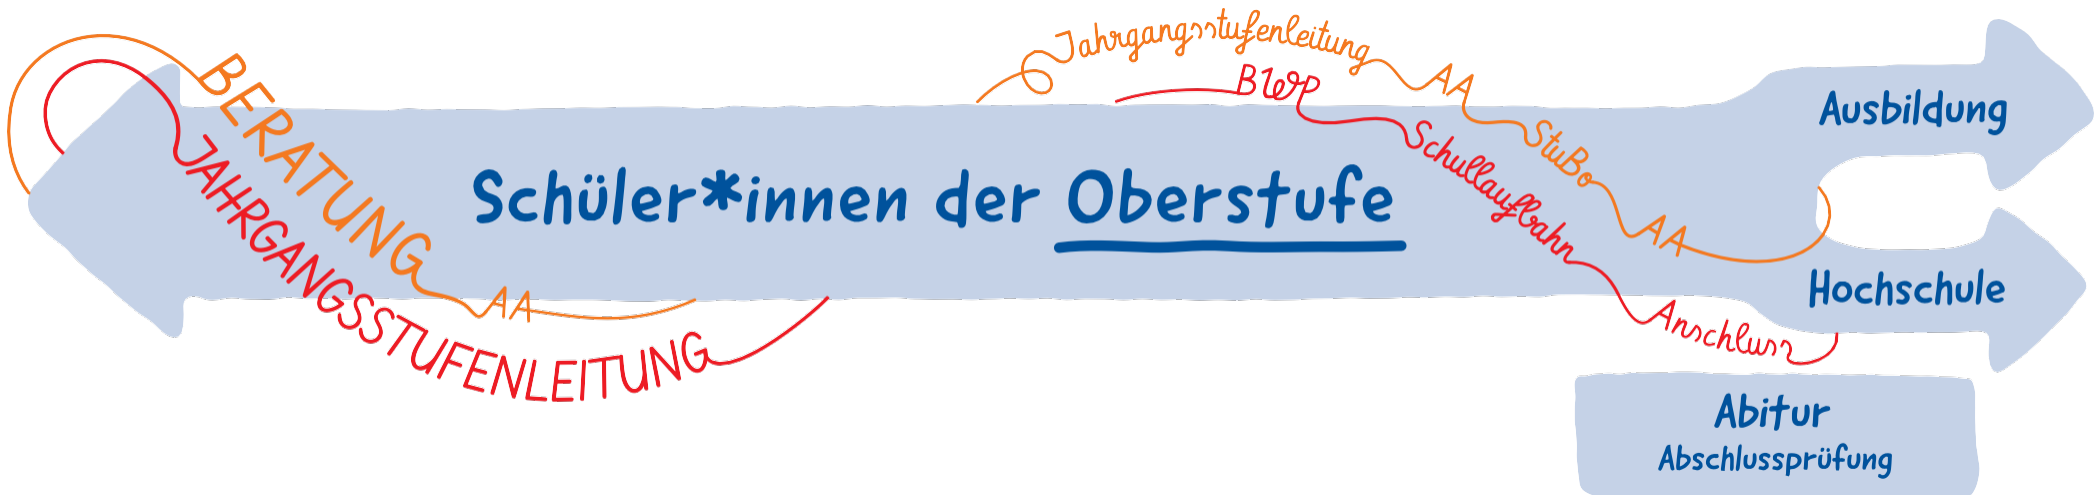 BERATUNG AA
JAHRGANGSSTUFENLEITUNG
Schüler*innen der Oberstufe
Jahrgangsstufenleitung AA StuBo AA
BWP Schullaufbahn Anschluss
Ausbildung
Hochschule
Abitur
Abschlussprüfung